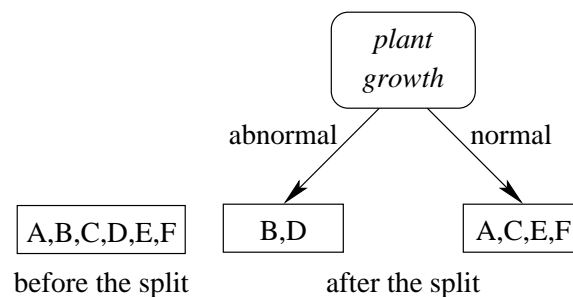 plant
growth
abnormal normal
A,B,C,D,E,F B,D A,C,E,F
before the split after the split